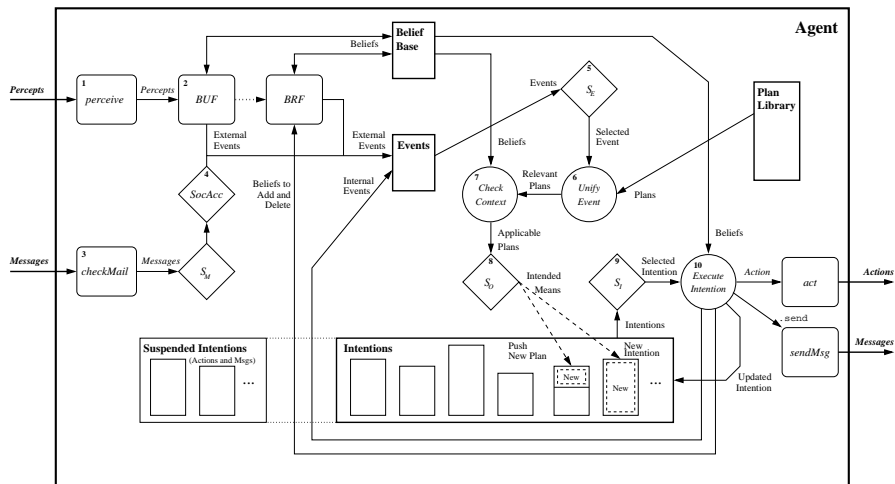 Agent
Belief
Base
Beliefs
1
perceive
Percepts
Percepts
2
BUF
BRF
5
S_E
Events
Plan
Library
External
Events
External
Events
Events
Selected
Event
Beliefs
4
SocAcc
Beliefs to
Add and
Delete
Internal
Events
7
Check
Context
Relevant
Plans
6
Unify
Event
Plans
Messages
3
checkMail
Messages
S_M
Applicable
Plans
8
S_O
Intended
Means
9
S_I
Selected
Intention
Beliefs
10
Execute
Intention
Action
act
Actions
Intentions
.send
sendMsg
Messages
Suspended Intentions
(Actions and Msgs)
...
Intentions
Push
New Plan
New
Intention
New
New
...
Updated
Intention